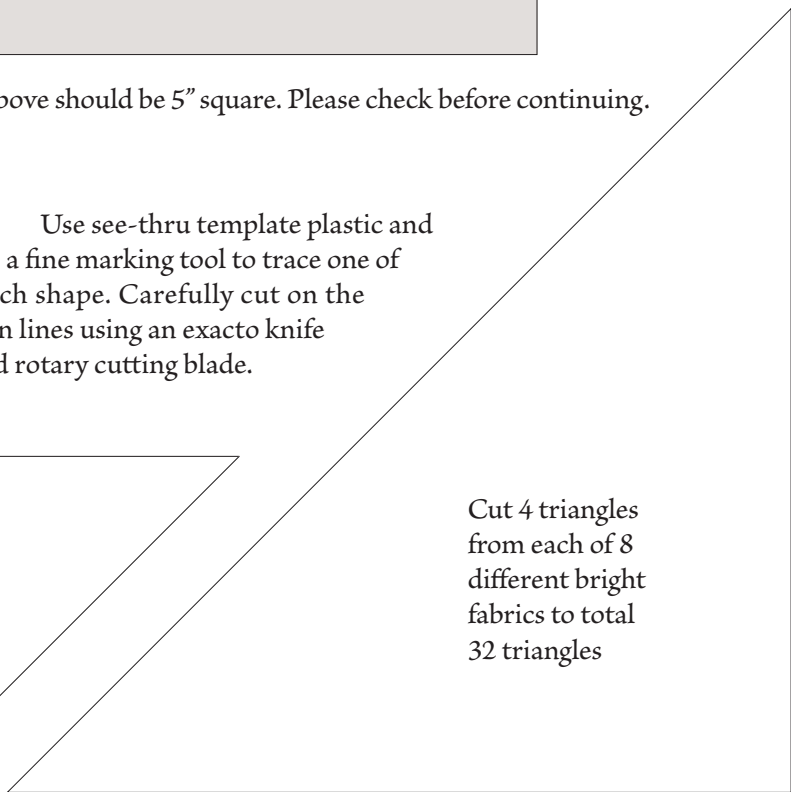 should be 5” square. Please check before continuing.
Use see-thru template plastic and
a fine marking tool to trace one of
shape. Carefully cut on the
lines using an exacto knife
rotary cutting blade.
Cut 4 triangles
from each of 8
different bright
fabrics to total
32 triangles